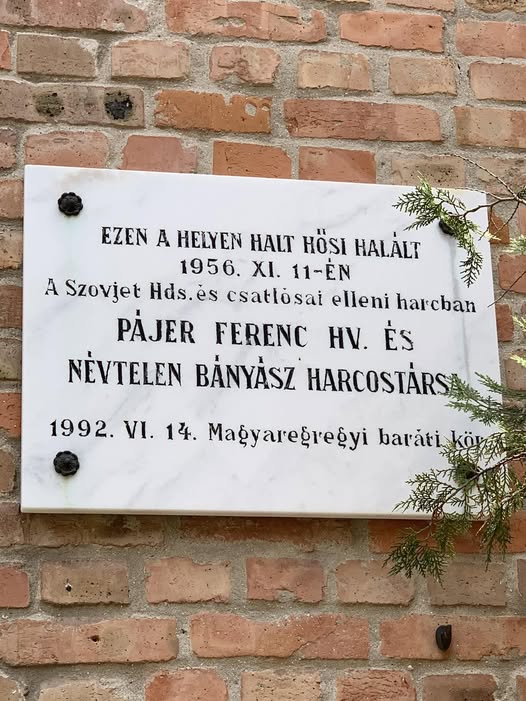 EZEN A HELYEN HALT HŐSI HALÁLT
1956. XI. 11-ÉN
A Szovjet Hds. és csatlósai elleni harcban
PÁJER FERENC HV. ÉS
NÉVTELEN BÁNYÁSZ HARCOSTÁRSA
1992. VI. 14. Magyaregregyi baráti kör